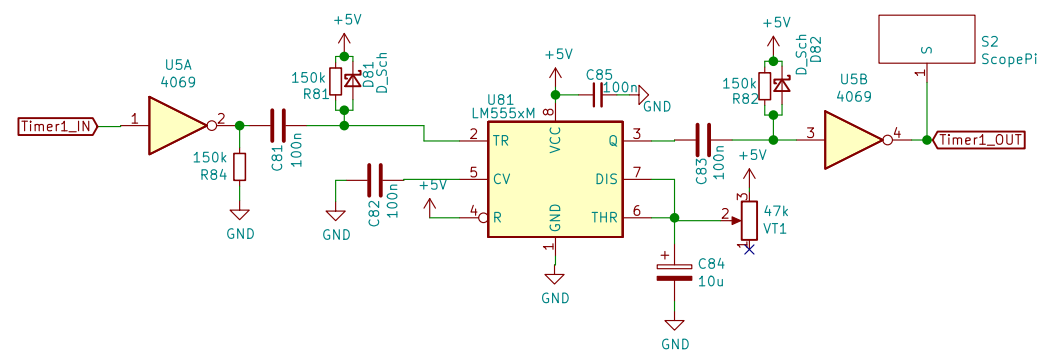 Timer1_IN
U5A
4069
1
2
150k
R84
GND
C81
100n
+5V
150k
R81
D81
D_Sch
GND
C82
100n
+5V
U81
LM555xM
2
TR
5
CV
4
R
VCC
8
GND
1
Q
3
DIS
7
THR
6
GND
+5V
C85
100n
GND
C83
100n
+5V
150k
R82
D_Sch
D82
+5V
3
2
1
47k
VT1
C84
10u
GND
+
U5B
4069
3
4
S
1
S2
ScopePi
Timer1_OUT